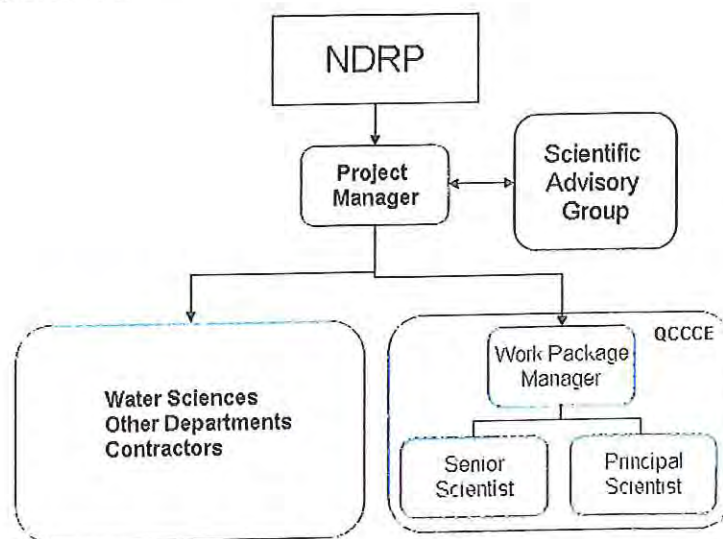 NDRP
Project
Manager
Scientific
Advisory
Group
Water Sciences
Other Departments
Contractors
QCCCE
Work Package
Manager
Senior
Scientist
Principal
Scientist